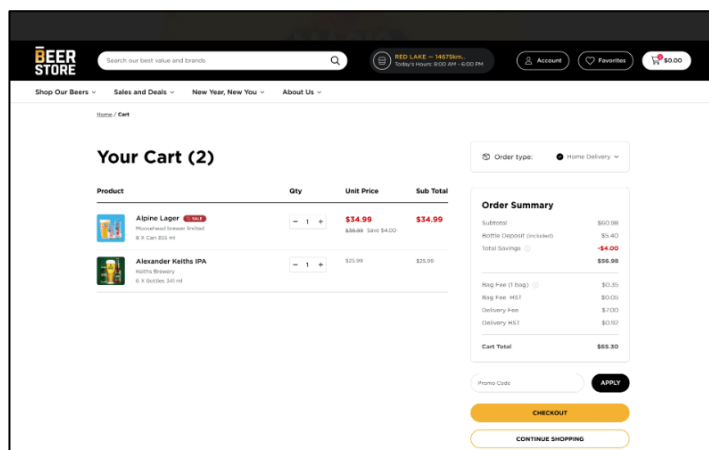 BEER
STORE
Search our best value and brands
RED LAKE – 14675km..
Today's Hours: 9:00 AM - 6:00 PM
Account
Favorites
$0.00
Shop Our Beers
Sales and Deals
New Year, New You
About Us
Home / Cart
Your Cart (2)
Order type:
Home Delivery
Product
Qty
Unit Price
Sub Total
Alpine Lager
SALE
- 1 +
$34.99
$34.99
Moosehead brewer limited
$38.99 Save $4.00
8 X Can 355 ml
Alexander Keiths IPA
- 1 +
$25.99
$25.99
Keiths Brewery
6 X Bottles 341 ml
Order Summary
Subtotal
$60.98
Bottle Deposit (included)
$5.40
Total Savings
-$4.00
$56.98
Bag Fee (1 bag)
$0.35
Bag Fee HST
$0.05
Delivery Fee
$7.00
Delivery HST
$0.92
Cart Total
$65.30
Promo Code
APPLY
CHECKOUT
CONTINUE SHOPPING